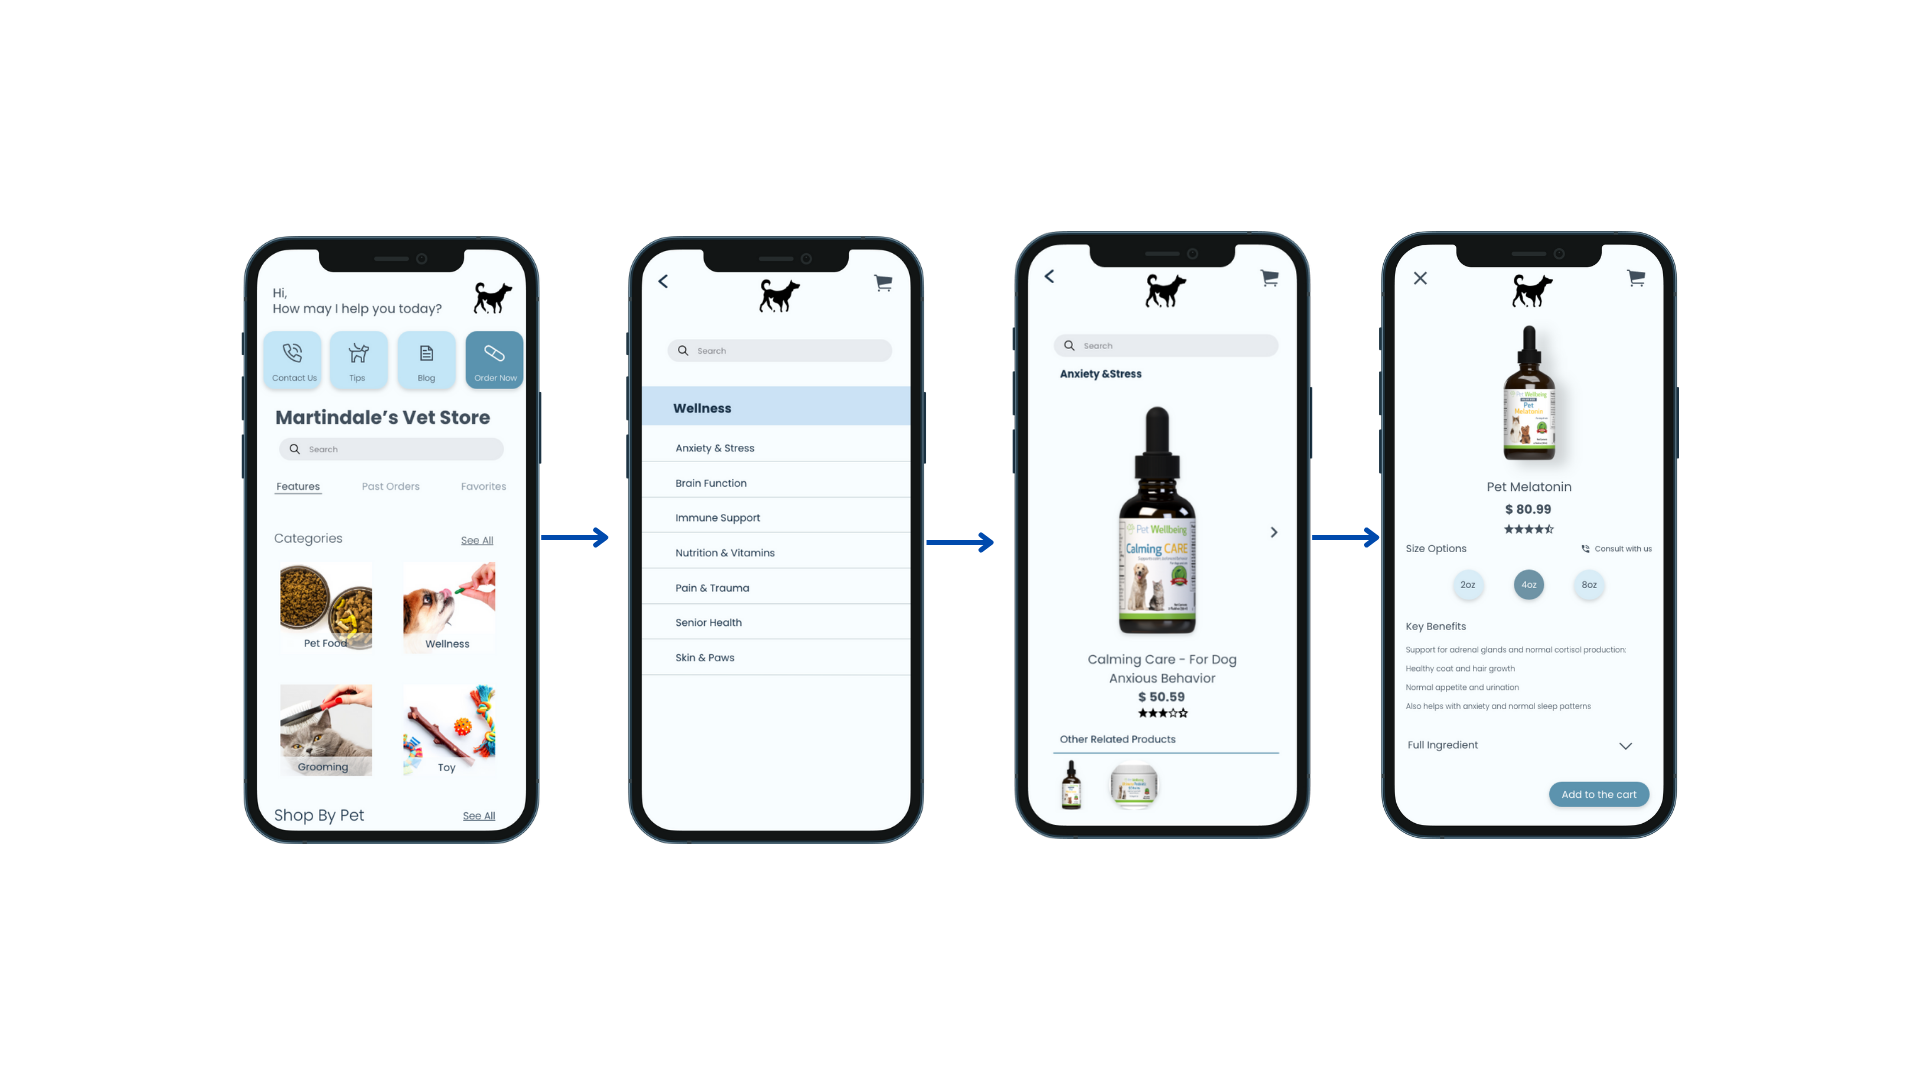 Hi,
How may I help you today?
Contact Us
Tips
Blog
Order Now
Martindale's Vet Store
Search
Features
Past Orders
Favorites
Categories
See All
Pet Food
Wellness
Grooming
Toy
Shop By Pet
See All
Search
Wellness
Anxiety & Stress
Brain Function
Immune Support
Nutrition & Vitamins
Pain & Trauma
Senior Health
Skin & Paws
Search
Anxiety &Stress
Pet Wellbeing
Calming CARE
Calming Care - For Dog
Anxious Behavior
$ 50.59
Other Related Products
Pet Wellbeing
Pet
Melatonin
Pet Melatonin
$ 80.99
Size Options
Consult with us
2oz
4oz
8oz
Key Benefits
Support for adrenal glands and normal cortisol production;
Healthy coat and hair growth
Normal appetite and urination
Also helps with anxiety and normal sleep patterns
Full Ingredient
Add to the cart